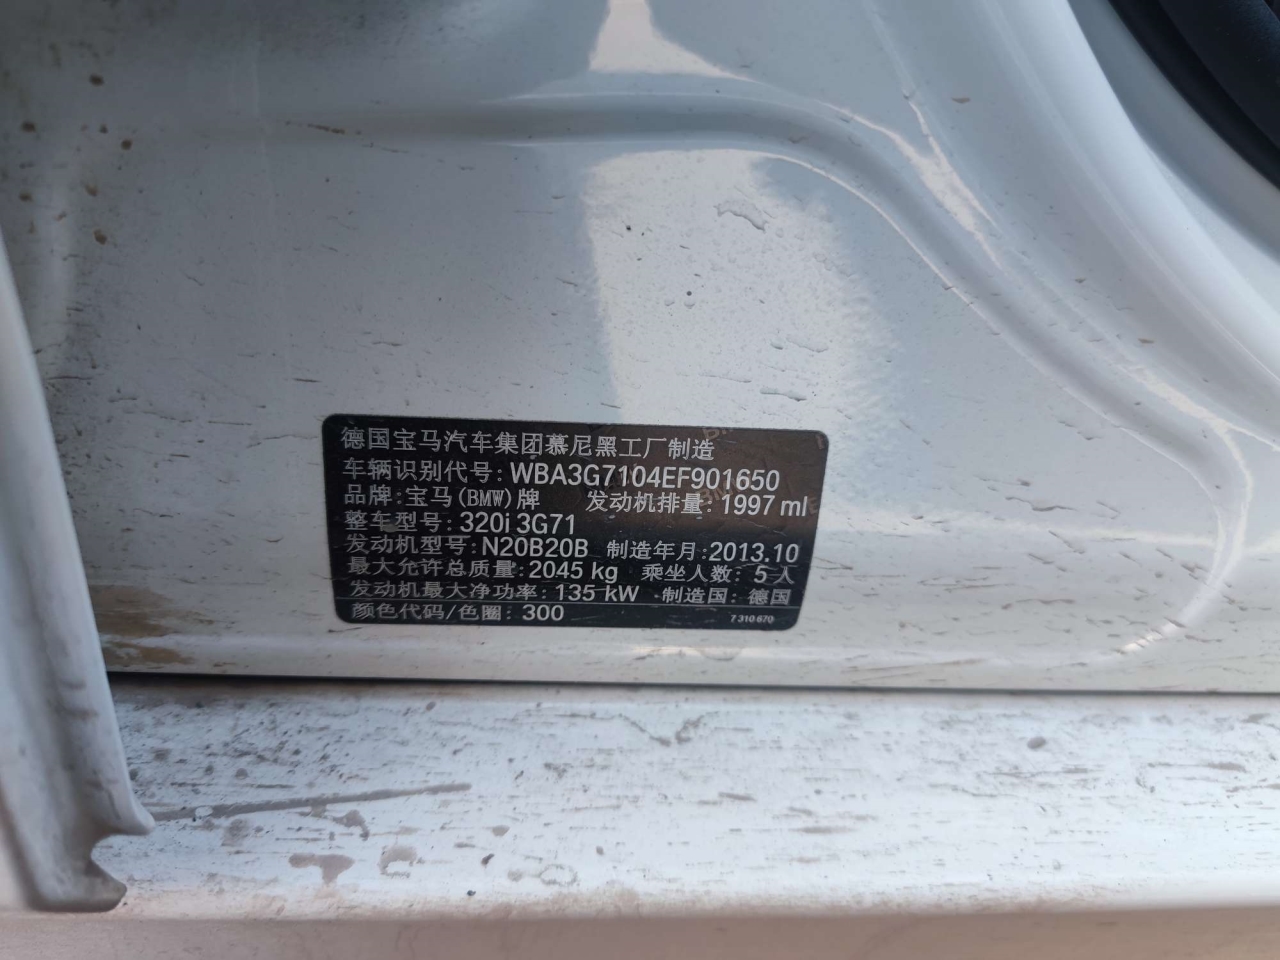 德国宝马汽车集团慕尼黑工厂制造
车辆识别代号: WBA3G7104EF901650
品牌: 宝马(BMW)牌 发动机排量: 1997 ml
整车型号: 320i 3G71
发动机型号: N20B20B 制造年月: 2013.10
最大允许总质量: 2045 kg 乘坐人数: 5人
发动机最大净功率: 135 kW 制造国: 德国
颜色代码/色圈: 300 7 310 670